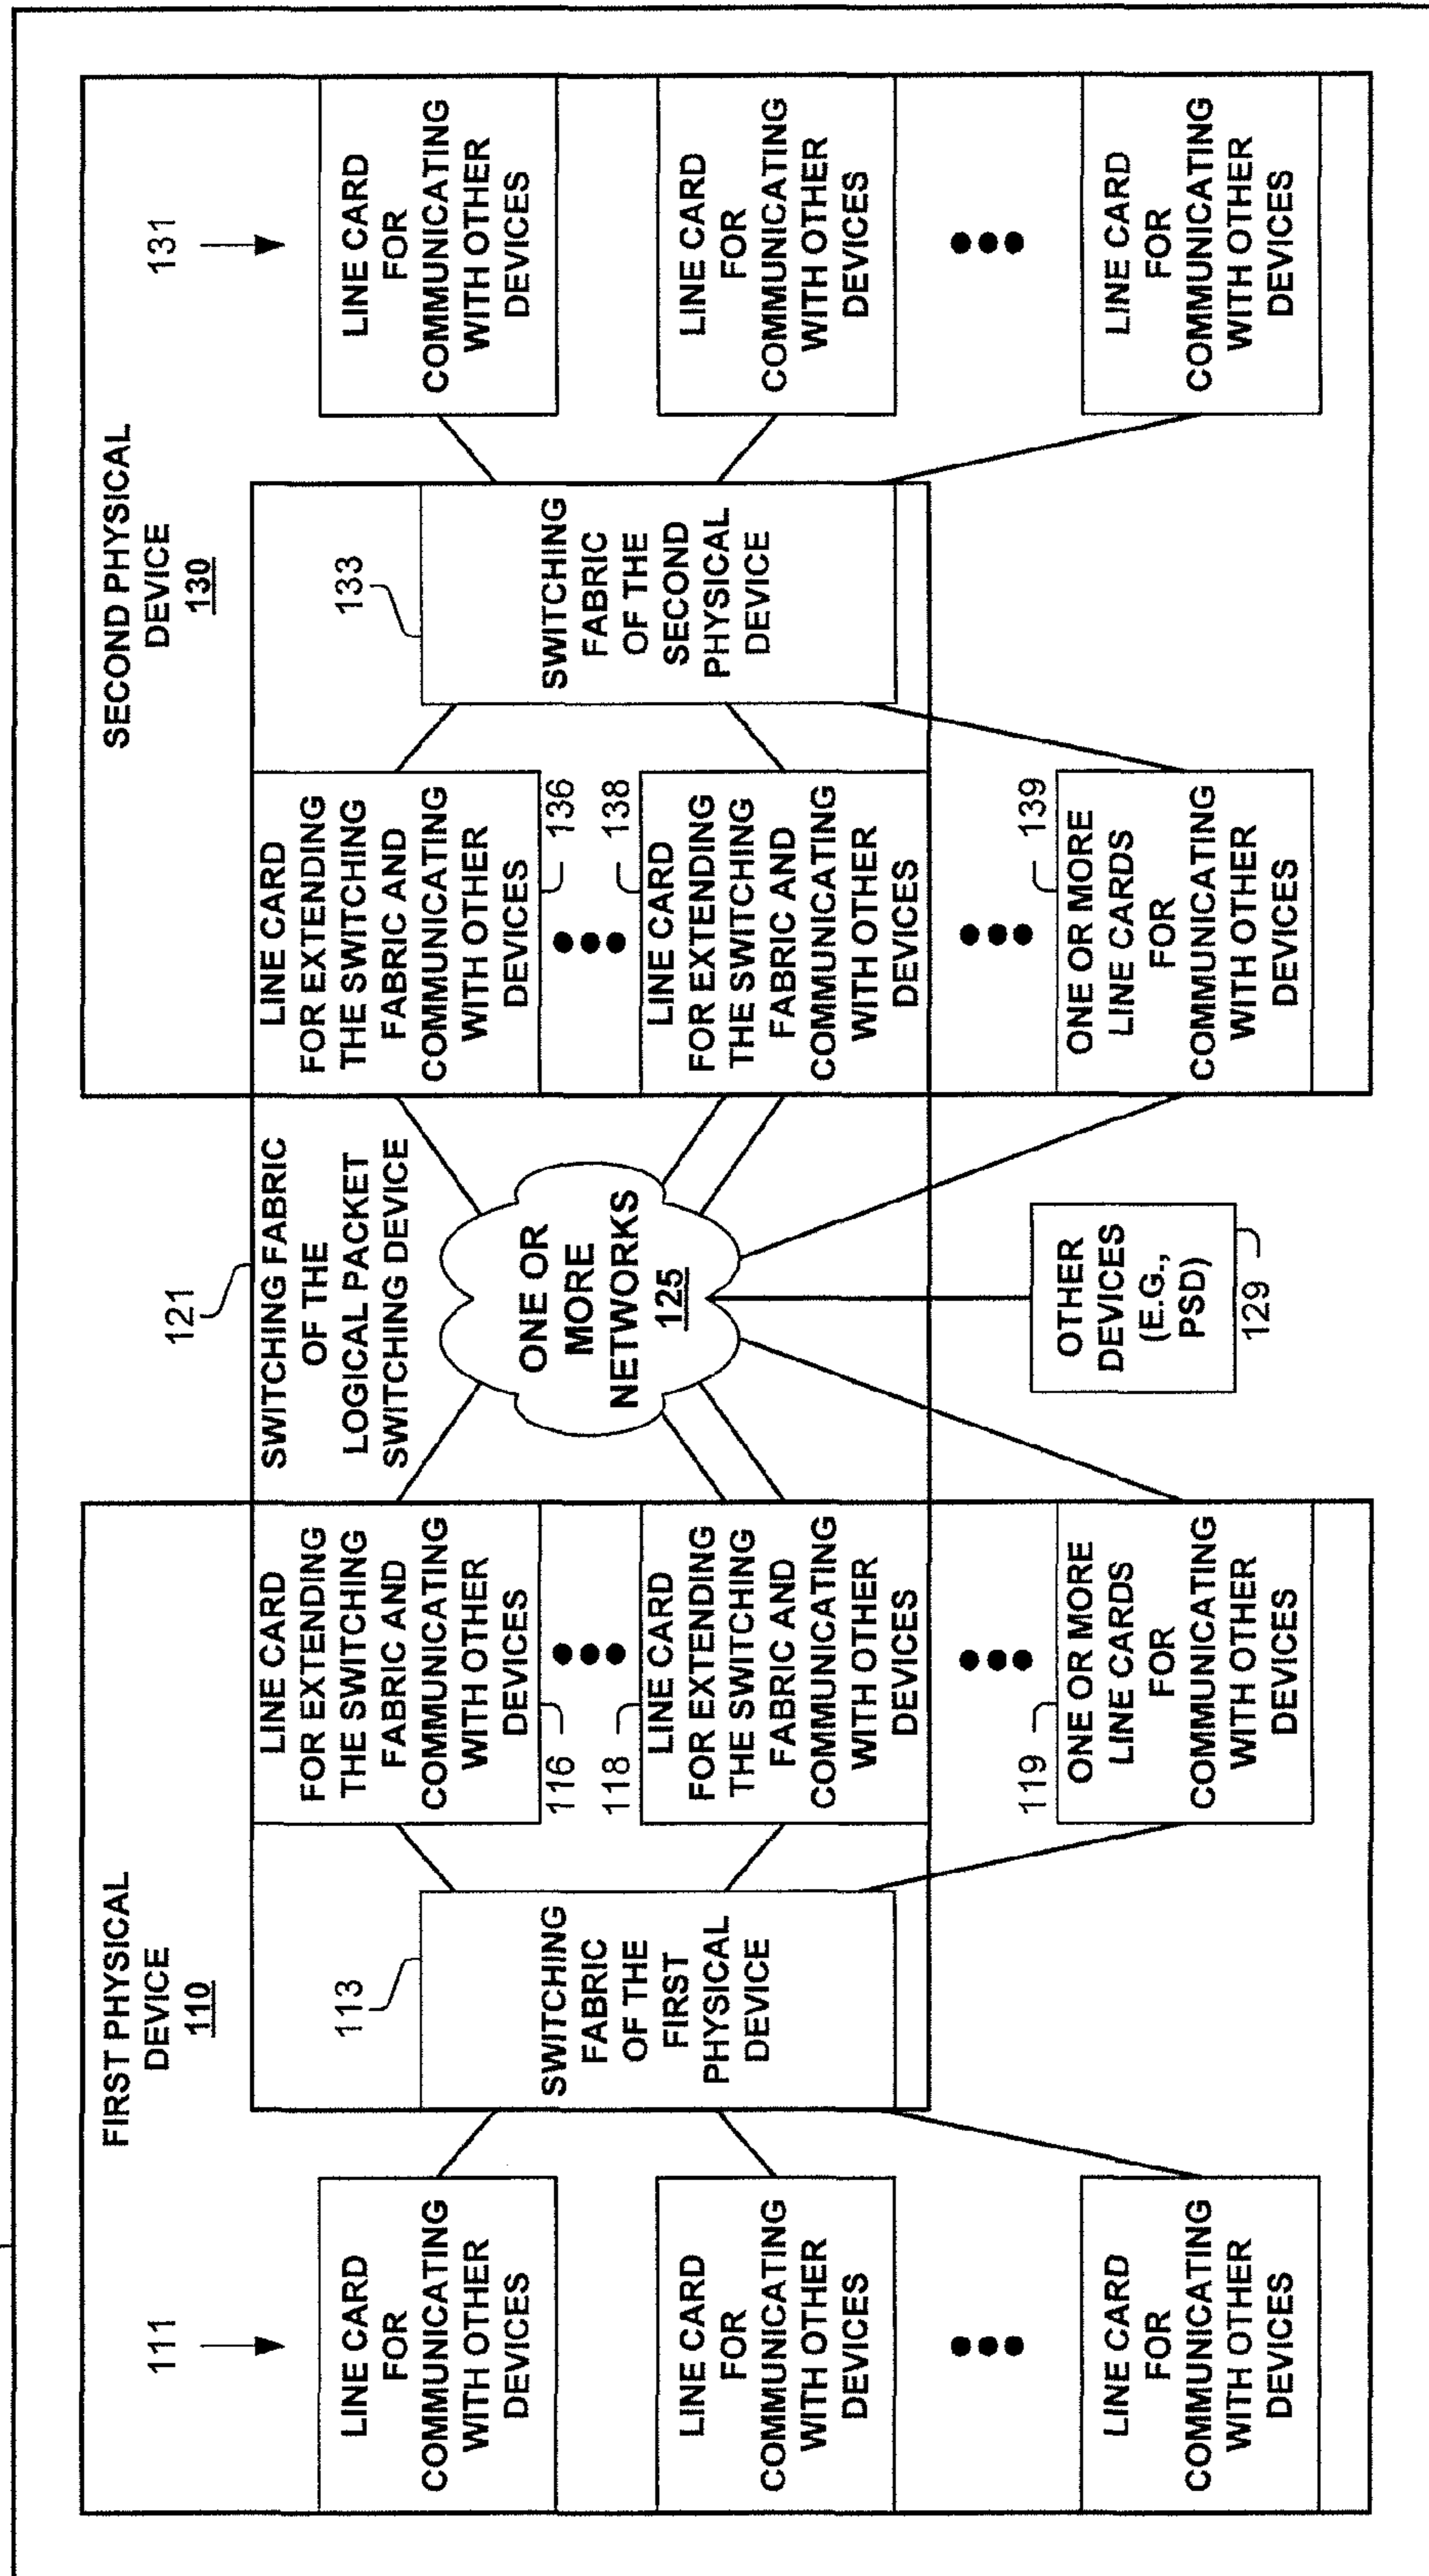 FIRST PHYSICAL
DEVICE
110
111
LINE CARD
FOR
COMMUNICATING
WITH OTHER
DEVICES
LINE CARD
FOR
COMMUNICATING
WITH OTHER
DEVICES
LINE CARD
FOR
COMMUNICATING
WITH OTHER
DEVICES
113
SWITCHING
FABRIC
OF THE
FIRST
PHYSICAL
DEVICE
LINE CARD
FOR EXTENDING
THE SWITCHING
FABRIC AND
COMMUNICATING
WITH OTHER
DEVICES
116
118
LINE CARD
FOR EXTENDING
THE SWITCHING
FABRIC AND
COMMUNICATING
WITH OTHER
DEVICES
119
ONE OR MORE
LINE CARDS
FOR
COMMUNICATING
WITH OTHER
DEVICES
121
SWITCHING FABRIC
OF THE
LOGICAL PACKET
SWITCHING DEVICE
ONE OR
MORE
NETWORKS
125
OTHER
DEVICES
(E.G.,
PSD)
129
SECOND PHYSICAL
DEVICE
130
LINE CARD
FOR EXTENDING
THE SWITCHING
FABRIC AND
COMMUNICATING
WITH OTHER
DEVICES
136
138
LINE CARD
FOR EXTENDING
THE SWITCHING
FABRIC AND
COMMUNICATING
WITH OTHER
DEVICES
139
ONE OR MORE
LINE CARDS
FOR
COMMUNICATING
WITH OTHER
DEVICES
133
SWITCHING
FABRIC
OF THE
SECOND
PHYSICAL
DEVICE
131
LINE CARD
FOR
COMMUNICATING
WITH OTHER
DEVICES
LINE CARD
FOR
COMMUNICATING
WITH OTHER
DEVICES
LINE CARD
FOR
COMMUNICATING
WITH OTHER
DEVICES